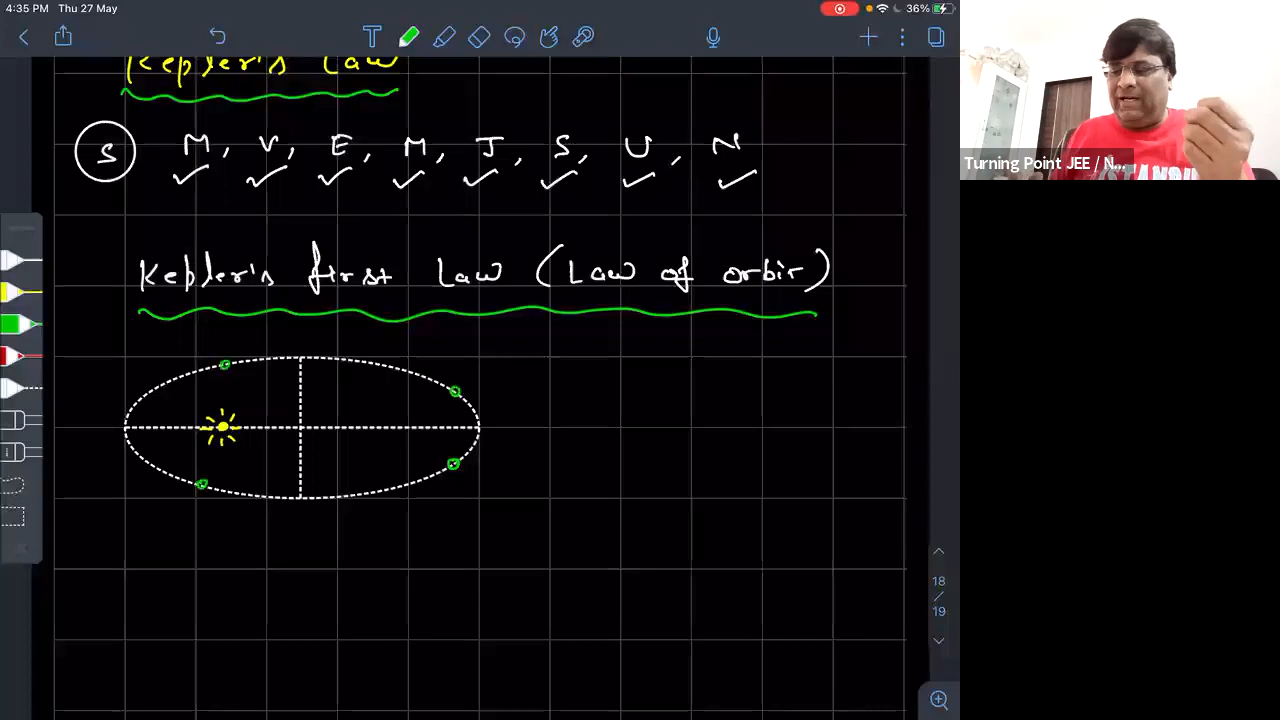 4:35 PM Thu 27 May
36%
T
Kepler's Law
S M, V, E, M, J, S, U, N
Kepler's first Law (Law of orbit)
18
/
19
Turning Point JEE / N...